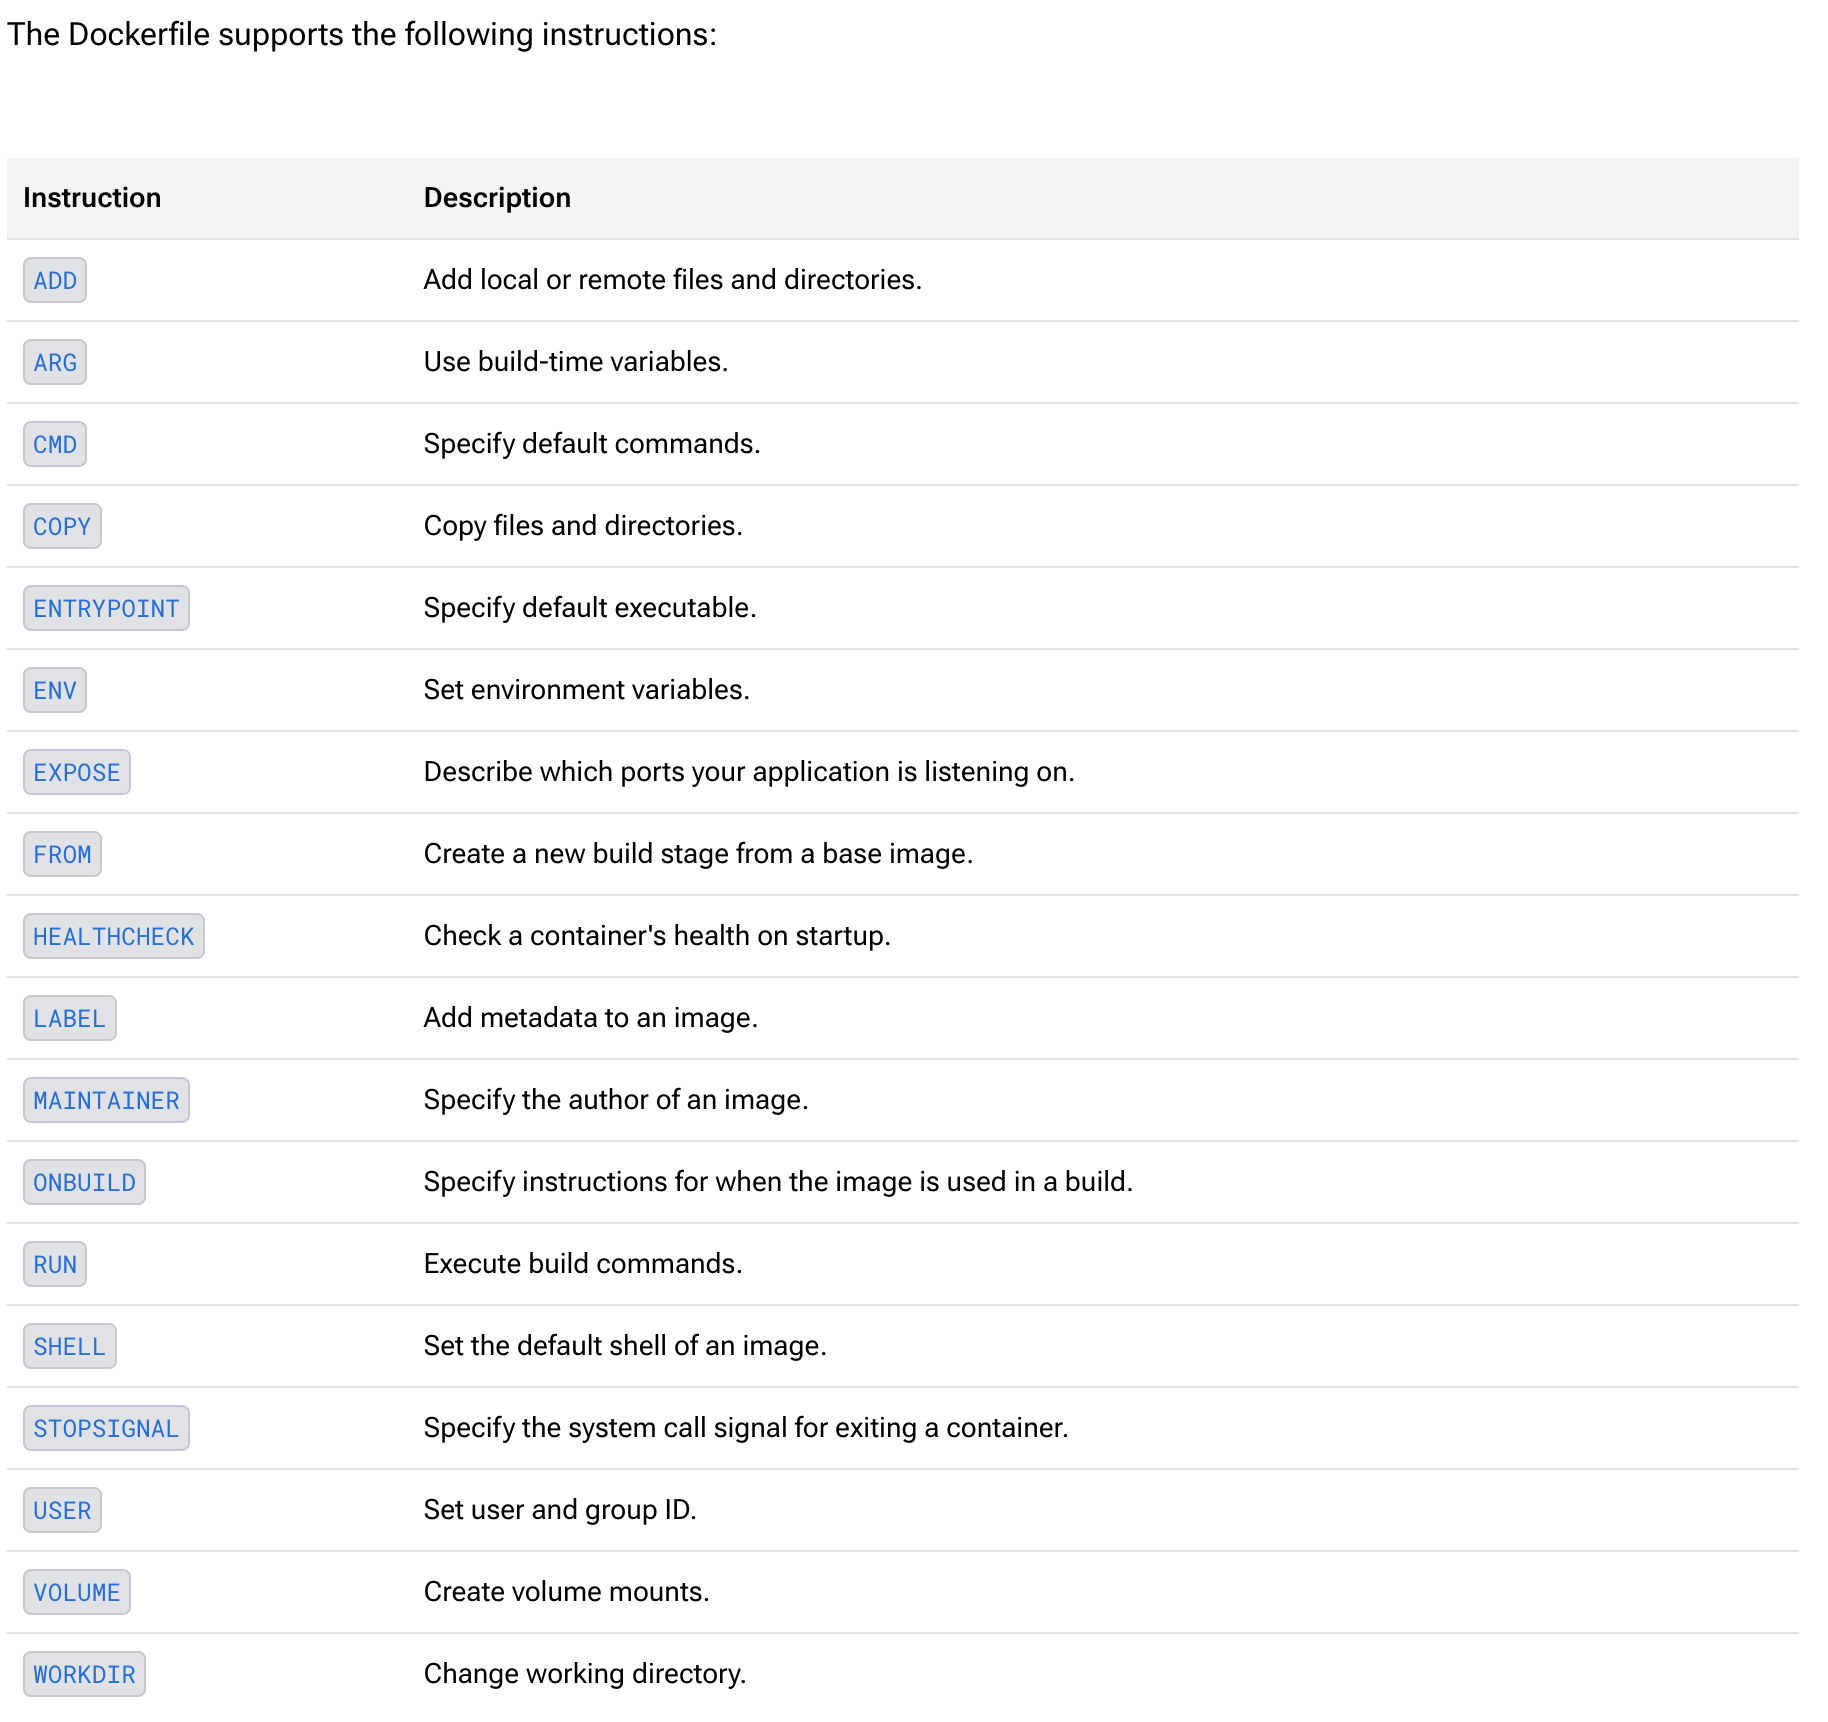 The Dockerfile supports the following instructions:
Instruction Description
ADD Add local or remote files and directories.
ARG Use build-time variables.
CMD Specify default commands.
COPY Copy files and directories.
ENTRYPOINT Specify default executable.
ENV Set environment variables.
EXPOSE Describe which ports your application is listening on.
FROM Create a new build stage from a base image.
HEALTHCHECK Check a container's health on startup.
LABEL Add metadata to an image.
MAINTAINER Specify the author of an image.
ONBUILD Specify instructions for when the image is used in a build.
RUN Execute build commands.
SHELL Set the default shell of an image.
STOPSIGNAL Specify the system call signal for exiting a container.
USER Set user and group ID.
VOLUME Create volume mounts.
WORKDIR Change working directory.